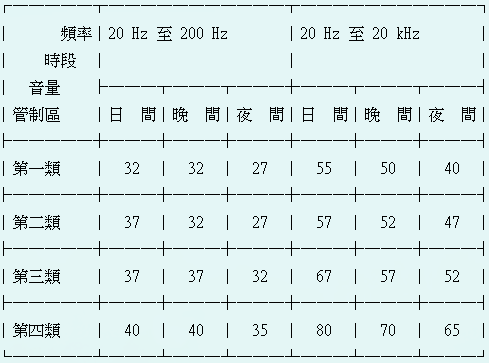 頻率 20 Hz 至 200 Hz 20 Hz 至 20 kHz
時段
音量
管制區 日 間 晚 間 夜 間 日 間 晚 間 夜 間
第一類 32 32 27 55 50 40
第二類 37 32 27 57 52 47
第三類 37 37 32 67 57 52
第四類 40 40 35 80 70 65